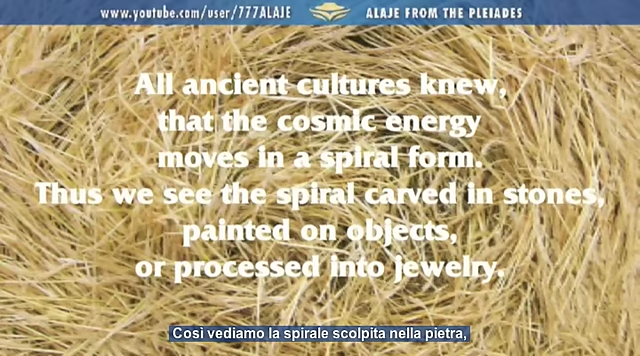 www.youtube.com/user/777ALAJE
ALAJE FROM THE PLEIADES
All ancient cultures knew,
that the cosmic energy
moves in a spiral form.
Thus we see the spiral carved in stones,
painted on objects,
or processed into jewelry.
Così vediamo la spirale scolpita nella pietra,